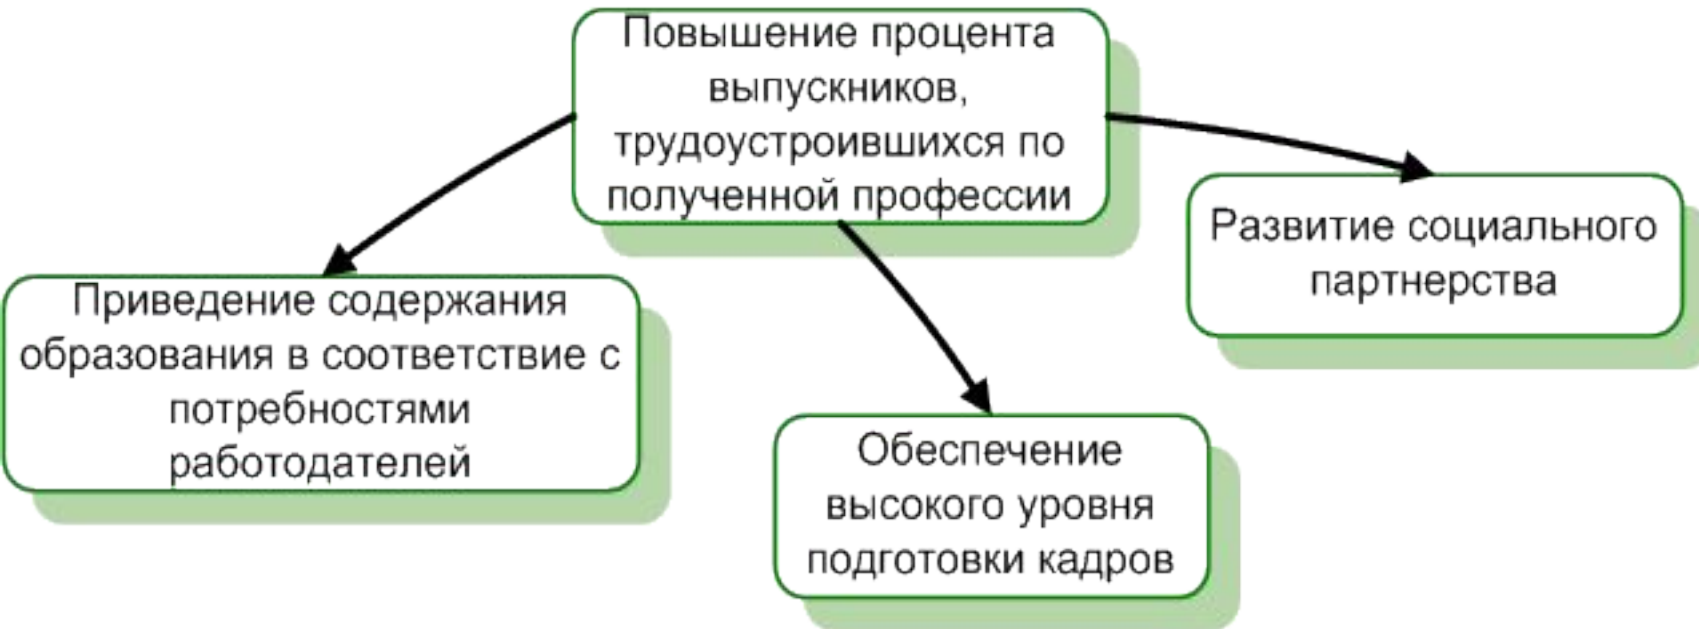 Повышение процента
выпускников,
трудоустроившихся по
полученной профессии
Приведение содержания
образования в соответствие с
потребностями
работодателей
Обеспечение
высокого уровня
подготовки кадров
Развитие социального
партнерства